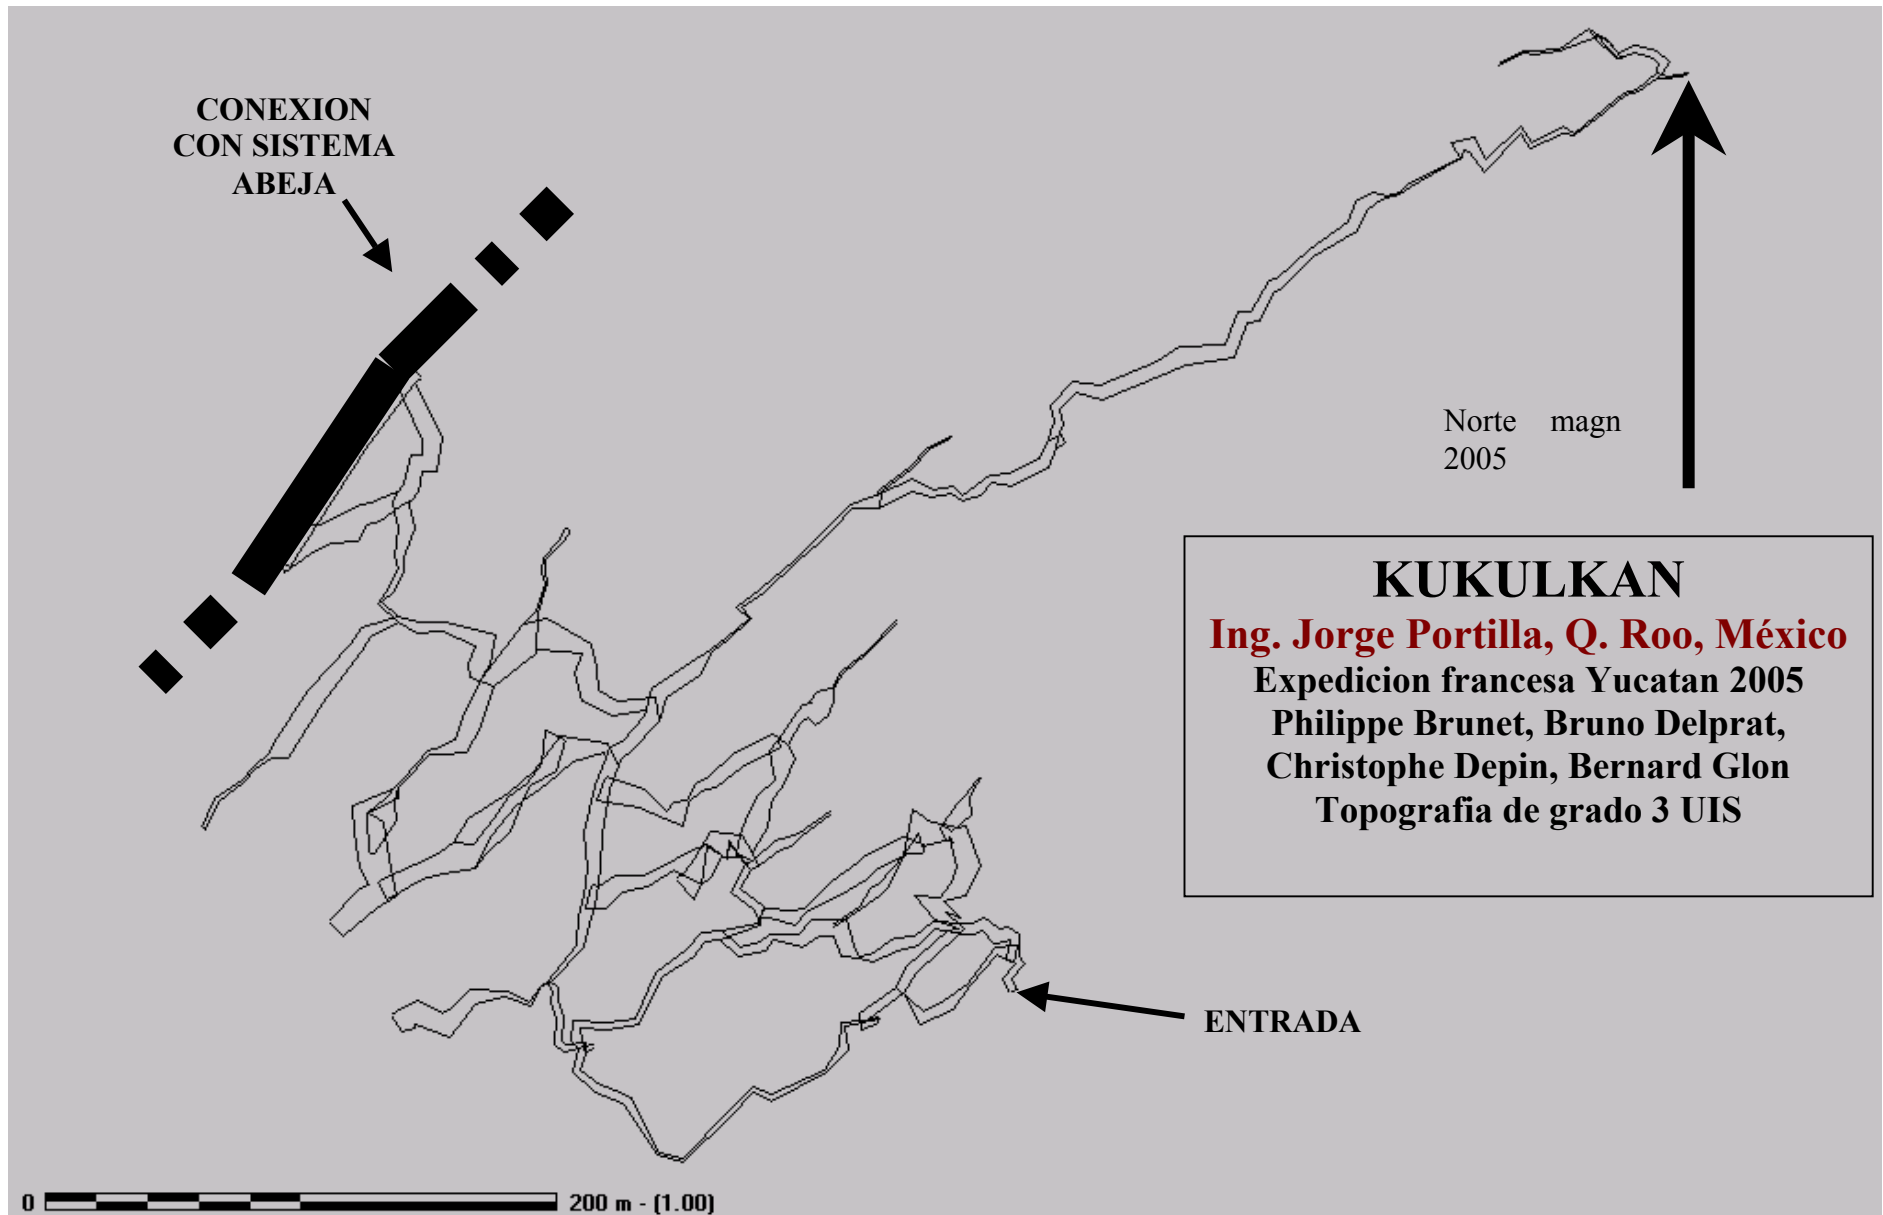 CONEXION
CON SISTEMA
ABEJA
Norte magn
2005
KUKULKAN
Ing. Jorge Portilla, Q. Roo, México
Expedicion francesa Yucatan 2005
Philippe Brunet, Bruno Delprat,
Christophe Depin, Bernard Glon
Topografia de grado 3 UIS
ENTRADA
0 200 m - (1.00)